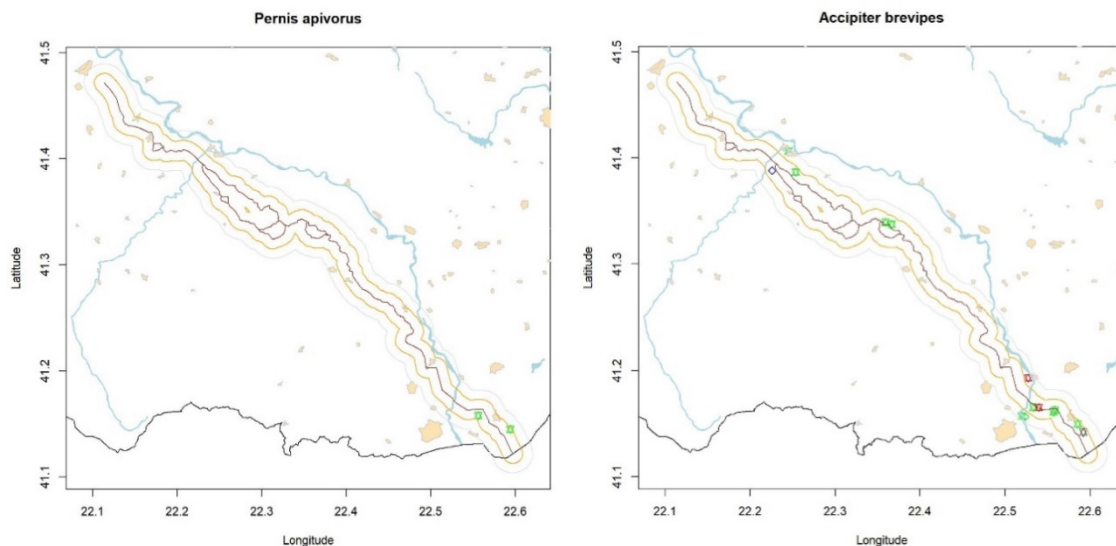 Pernis apivorus
Accipiter brevipes
Latitude
41.5
41.4
41.3
41.2
41.1
22.1 22.2 22.3 22.4 22.5 22.6
Longitude
Latitude
41.5
41.4
41.3
41.2
41.1
22.1 22.2 22.3 22.4 22.5 22.6
Longitude